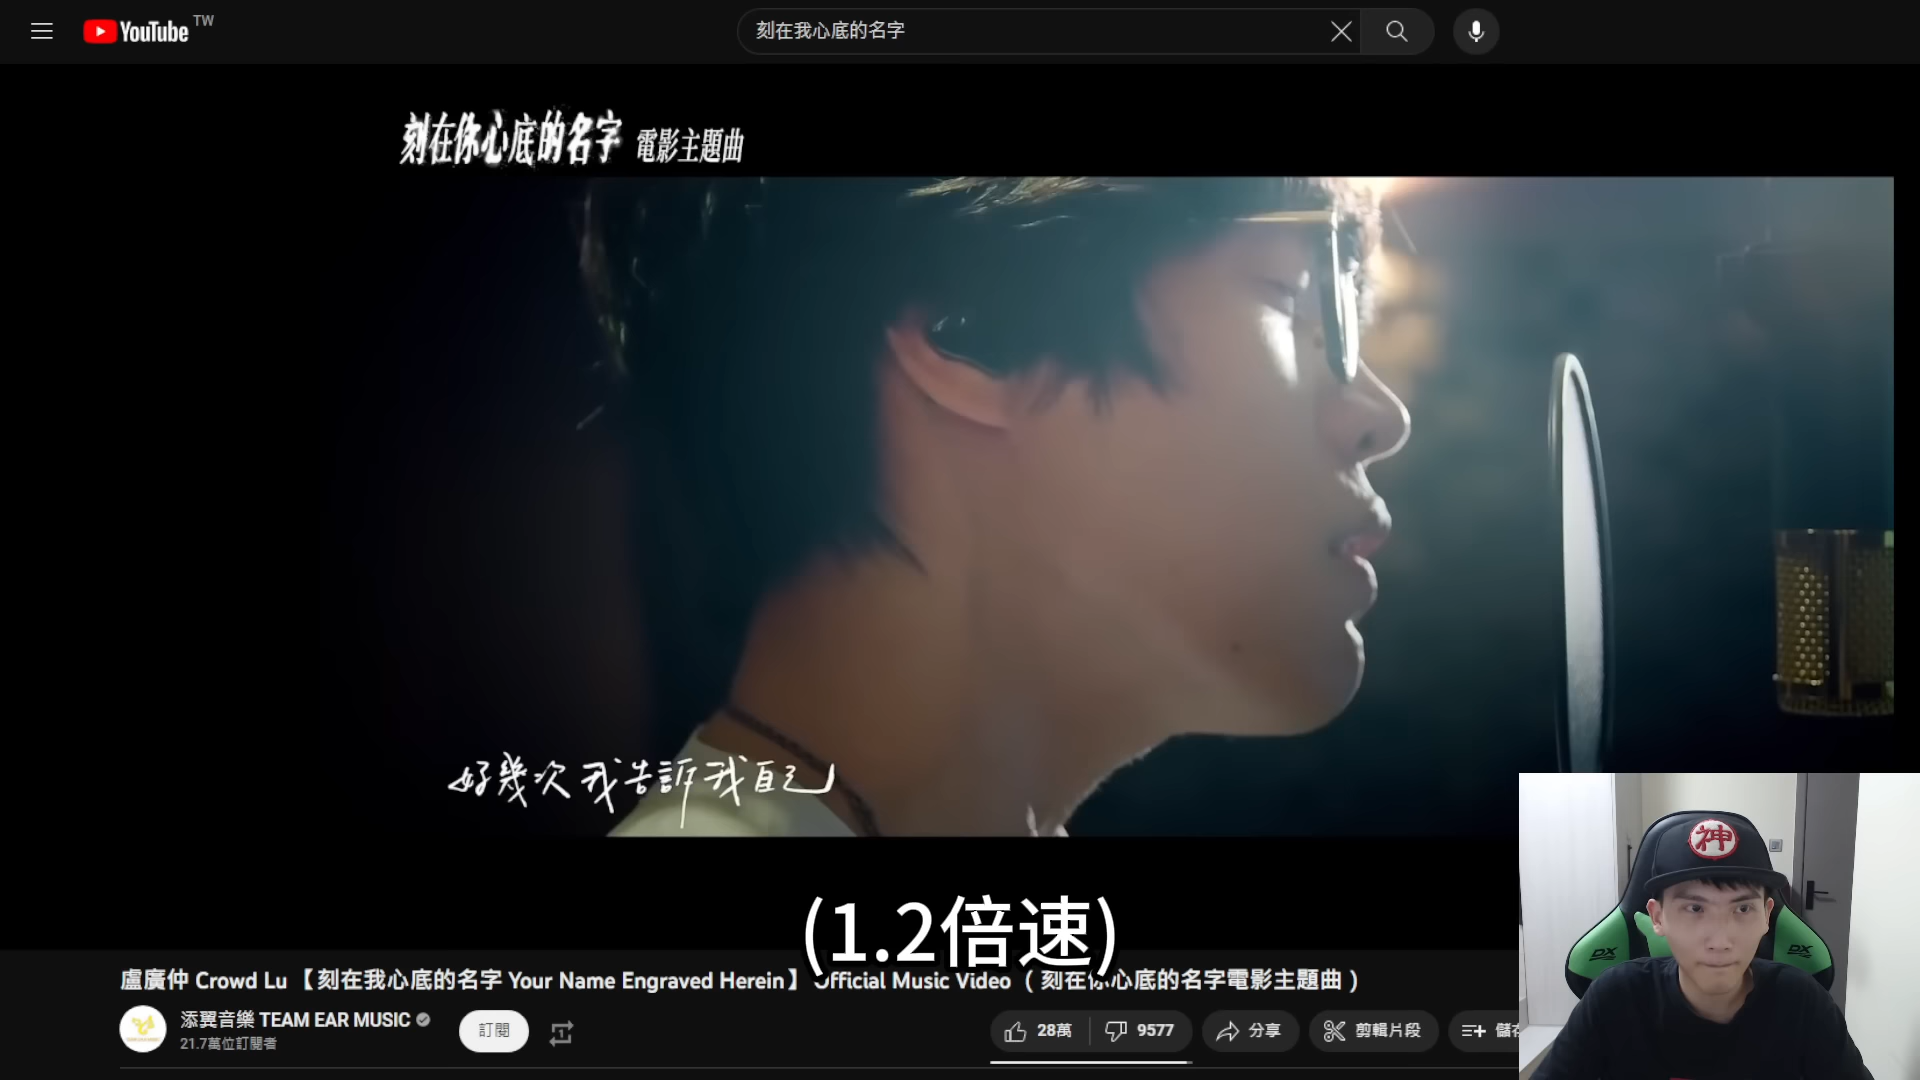 YouTube TW
刻在我心底的名字
刻在你心底的名字 電影主題曲
好幾次我告訴我自己
神
DX
DX
(1.2倍速)
盧廣仲 Crowd Lu 【刻在我心底的名字 Your Name Engraved Herein】 Official Music Video （刻在你心底的名字電影主題曲）
添翼音樂 TEAM EAR MUSIC
21.7萬位訂閱者
訂閱
28萬
9577
分享
剪輯片段
儲存